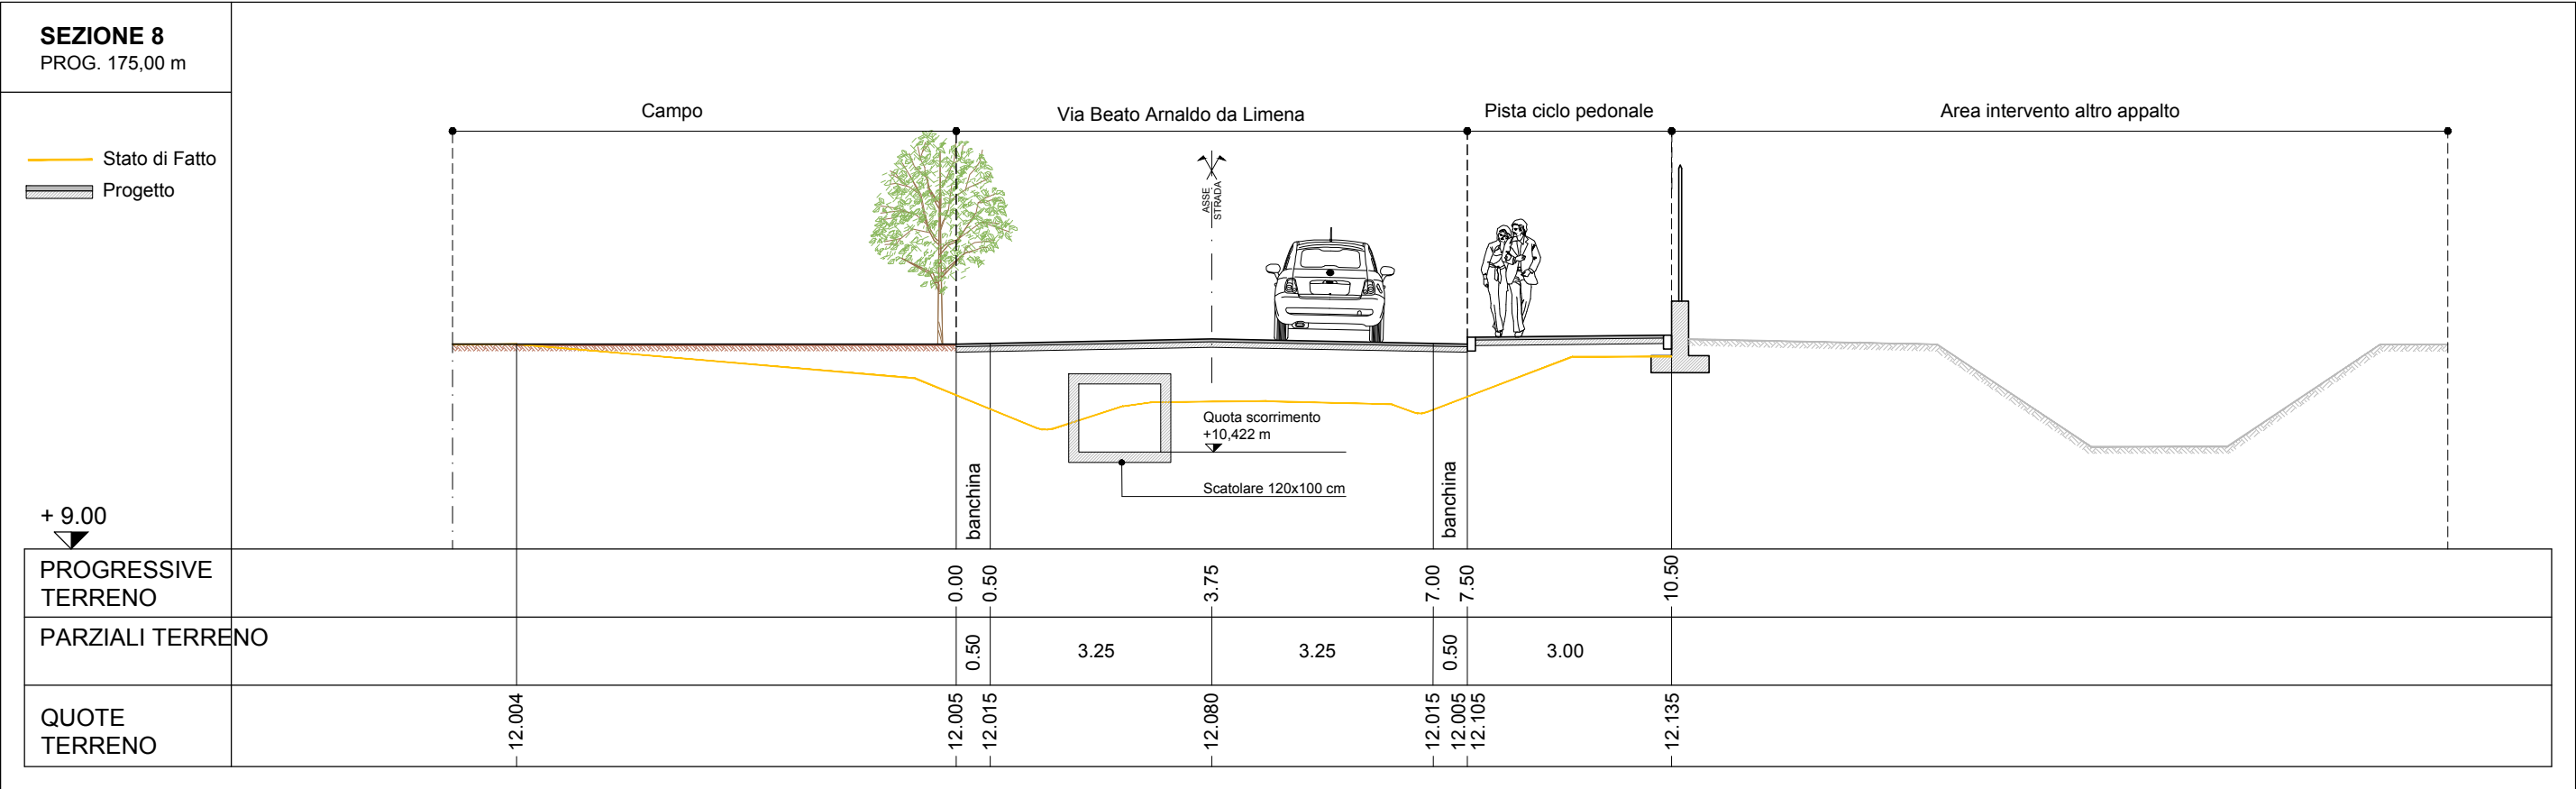 SEZIONE 8
PROG. 175,00 m
Stato di Fatto
Progetto
Campo
Via Beato Arnaldo da Limena
Pista ciclo pedonale
Area intervento altro appalto
ASSE
STRADA
Quota scorrimento
+10,422 m
Scatolare 120x100 cm
banchina
banchina
+ 9.00
PROGRESSIVE
TERRENO
0.00
0.50
3.75
7.00
7.50
10.50
PARZIALI TERRENO
0.50
3.25
3.25
0.50
3.00
QUOTE
TERRENO
12.004
12.005
12.015
12.080
12.015
12.005
12.105
12.135